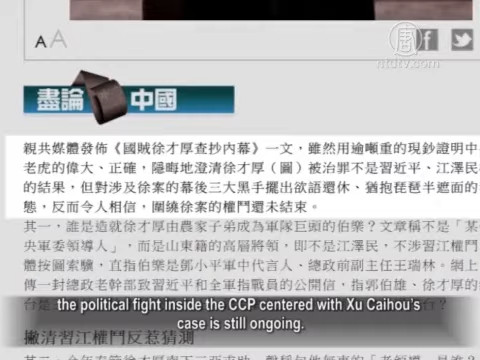 A A
唐
ntdtv.com
f
盡論中國
親共媒體發佈《國賊徐才厚查抄內幕》一文，雖然用逾噸重的現鈔證明中
老虎的偉大、正確，隱晦地澄清徐才厚（圖）被治罪不是習近平、江澤民
的結果，但對涉及徐案的幕後三大黑手擺出欲語還休、猶抱琵琶半遮面的
態，反而令人相信，圍繞徐案的權鬥還未結束。
其一，誰是造就徐才厚由農家子弟成為軍隊巨頭的伯樂？文章稱不是「某
央軍委領導人」，而是山東籍的高層將領，即不是江澤民，不涉習江權鬥
體按圖索驥，直指伯樂是鄧小平軍中代言人、總政前副主任王瑞林。網上
傳一封總政老幹部致習近平和全軍指戰員的公開信，指郭伯雄、徐才厚的
the political fight inside the CCP centered with Xu Caihou's
case is still ongoing.
撇清習江權鬥反惹猜測